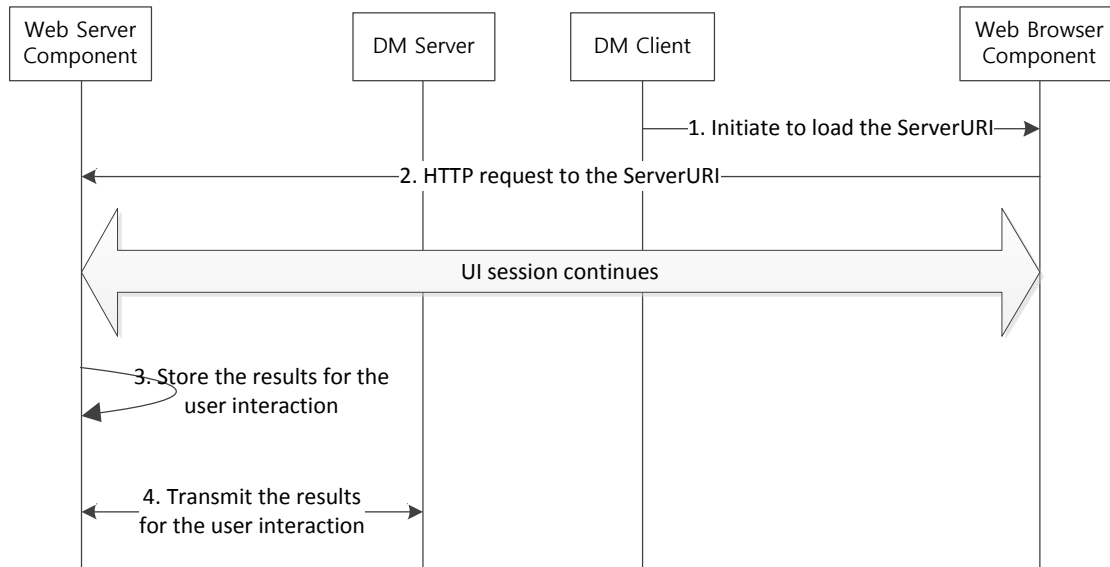 Web Server
Component
DM Server
DM Client
Web Browser
Component
1. Initiate to load the ServerURI
2. HTTP request to the ServerURI
UI session continues
3. Store the results for the
user interaction
4. Transmit the results
for the user interaction